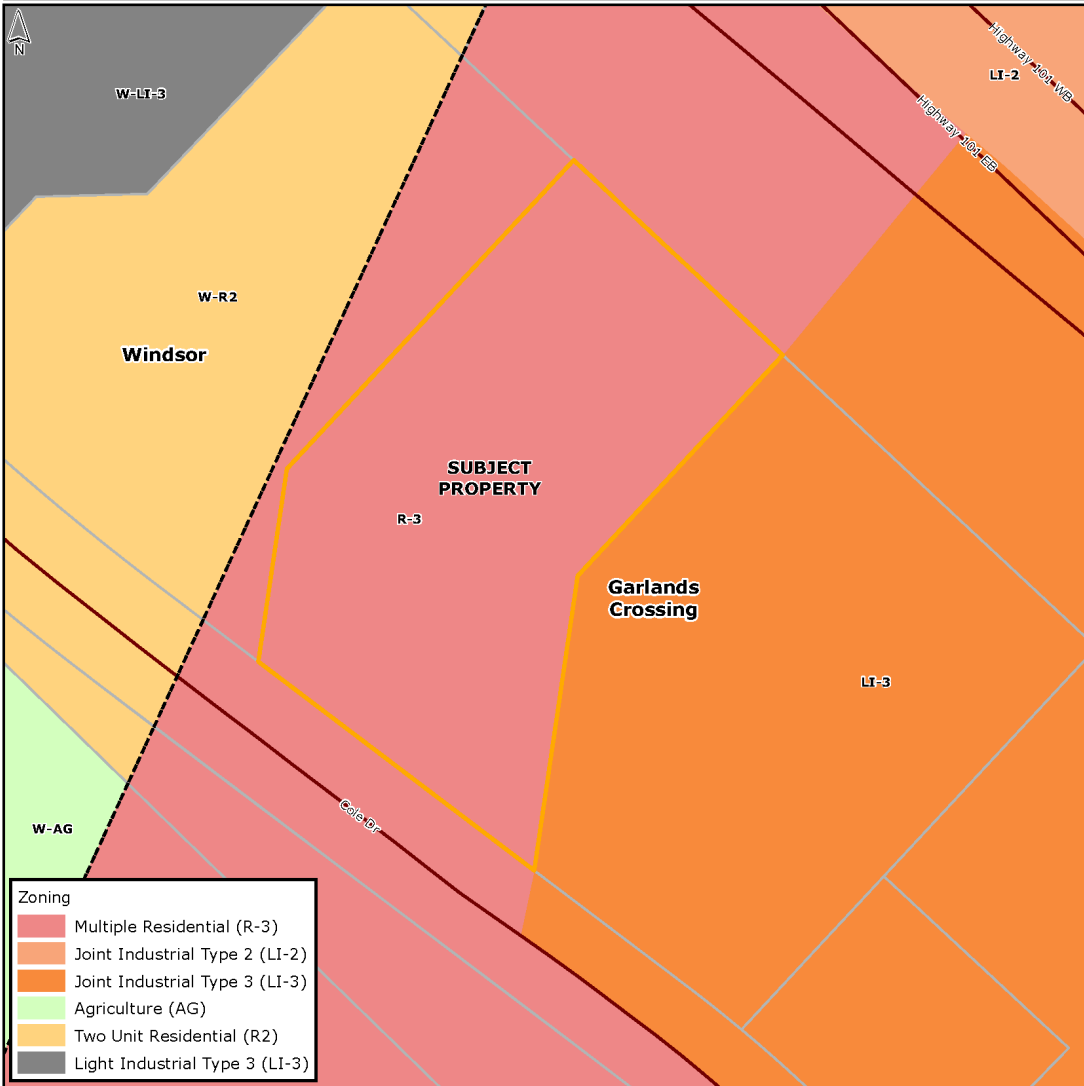 N
W-LI-3
Highway 101 WB
LI-2
Highway 101 EB
W-R2
Windsor
SUBJECT
PROPERTY
R-3
Garlands
Crossing
LI-3
Cole Dr
W-AG
Zoning
Multiple Residential (R-3)
Joint Industrial Type 2 (LI-2)
Joint Industrial Type 3 (LI-3)
Agriculture (AG)
Two Unit Residential (R2)
Light Industrial Type 3 (LI-3)